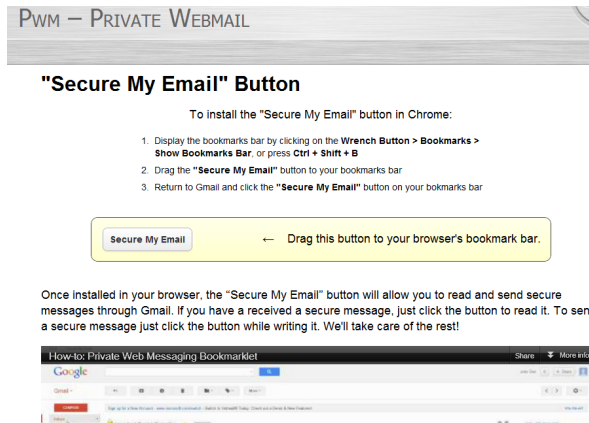 PWM – PRIVATE WEBMAIL
"Secure My Email" Button
To install the "Secure My Email" button in Chrome:
1. Display the bookmarks bar by clicking on the Wrench Button > Bookmarks >
Show Bookmarks Bar, or press Ctrl + Shift + B
2. Drag the "Secure My Email" button to your bookmarks bar
3. Return to Gmail and click the "Secure My Email" button on your bokmarks bar
Secure My Email ← Drag this button to your browser's bookmark bar.
Once installed in your browser, the “Secure My Email” button will allow you to read and send secure
messages through Gmail. If you have a received a secure message, just click the button to read it. To sen
a secure message just click the button while writing it. We'll take care of the rest!
How-to: Private Web Messaging Bookmarklet Share More info
Google
Gmail